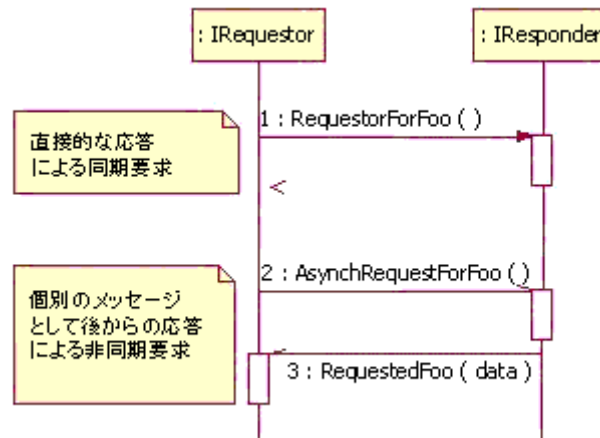 : IRequestor
: IResponder
1 : RequestorForFoo ( )
直接的な応答
による同期要求
2 : AsynchRequestForFoo ( )
個別のメッセージ
として後からの応答
による非同期要求
3 : RequestedFoo ( data )